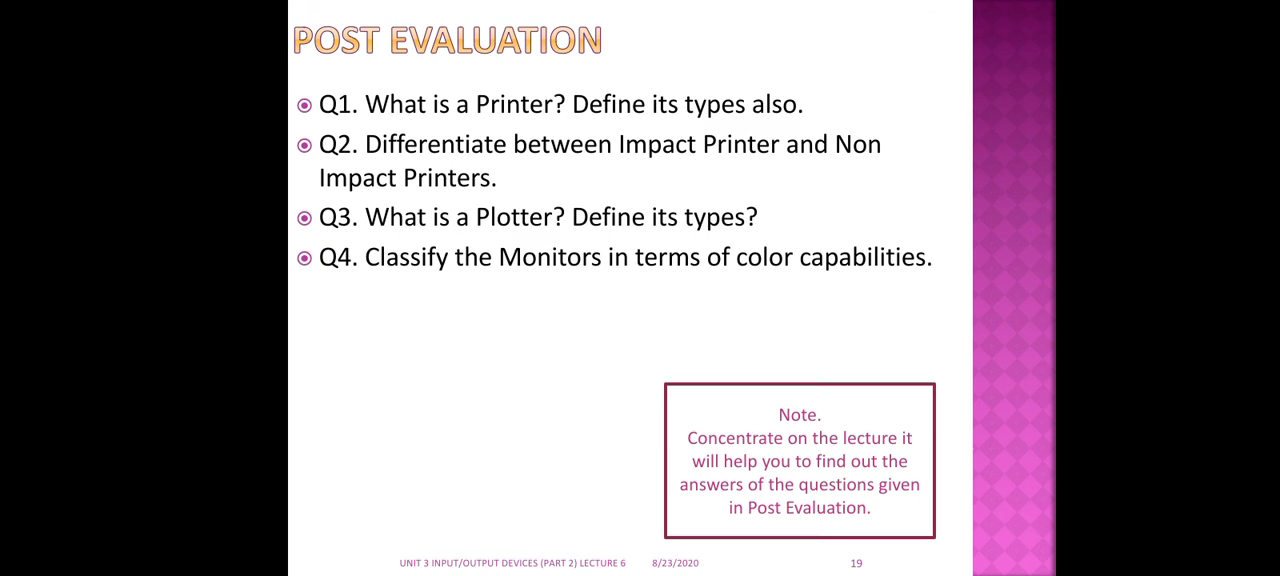 POST EVALUATION
Q1. What is a Printer? Define its types also.
Q2. Differentiate between Impact Printer and Non
Impact Printers.
Q3. What is a Plotter? Define its types?
Q4. Classify the Monitors in terms of color capabilities.
Note.
Concentrate on the lecture it
will help you to find out the
answers of the questions given
in Post Evaluation.
UNIT 3 INPUT/OUTPUT DEVICES (PART 2) LECTURE 6 8/23/2020 19